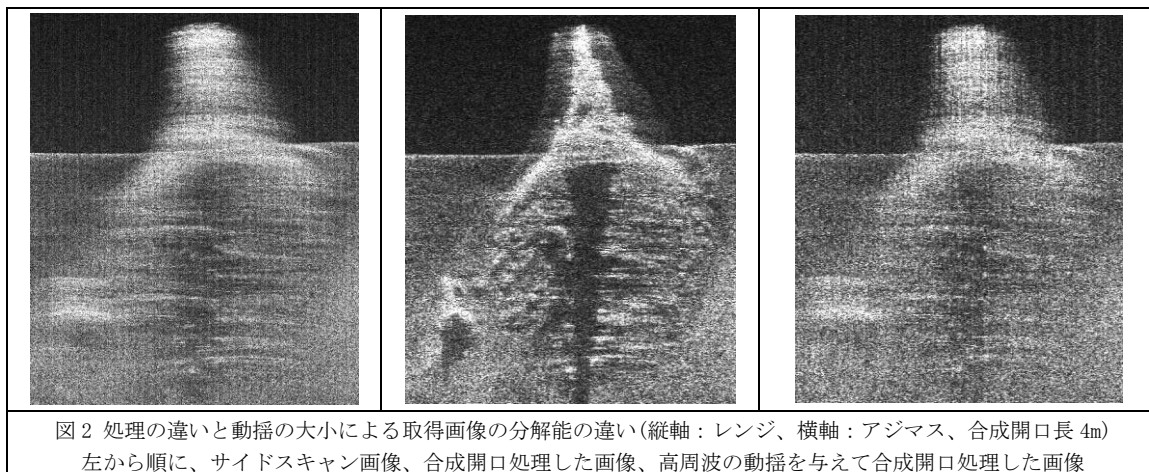 図2 処理の違いと動揺の大小による取得画像の分解能の違い(縦軸：レンジ、横軸：アジマス、合成開口長 4m)
左から順に、サイドスキャン画像、合成開口処理した画像、高周波の動揺を与えて合成開口処理した画像